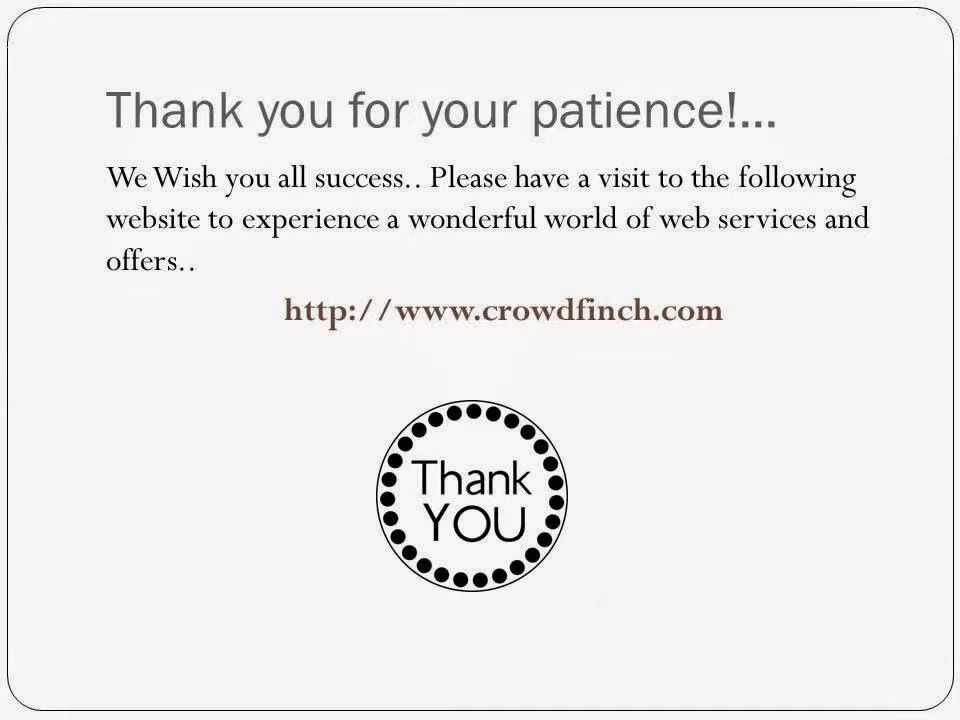 Thank you for your patience!...
We Wish you all success.. Please have a visit to the following
website to experience a wonderful world of web services and
offers..
http://www.crowdfinch.com
Thank
YOU